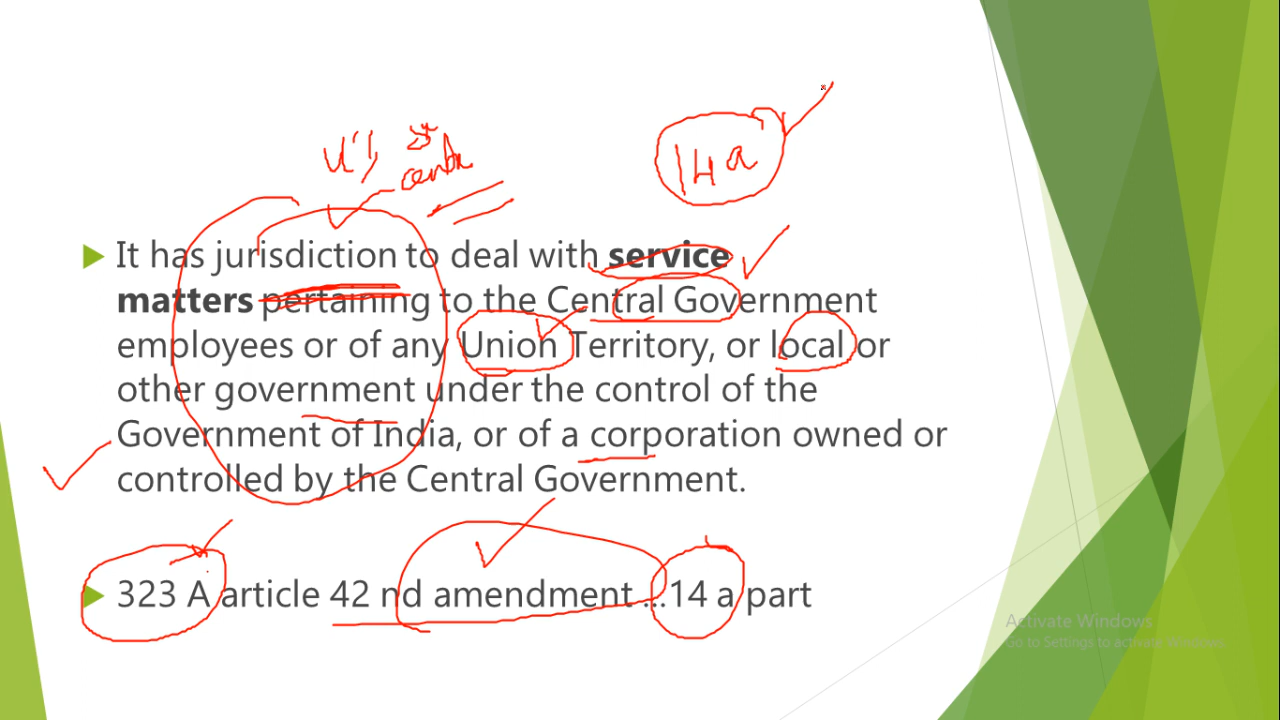 14 a
centre
It has jurisdiction to deal with service
matters pertaining to the Central Government
employees or of any Union Territory, or local or
other government under the control of the
Government of India, or of a corporation owned or
controlled by the Central Government.
323 A article 42 nd amendment ...14 a part
Activate Windows
Go to Settings to activate Windows.